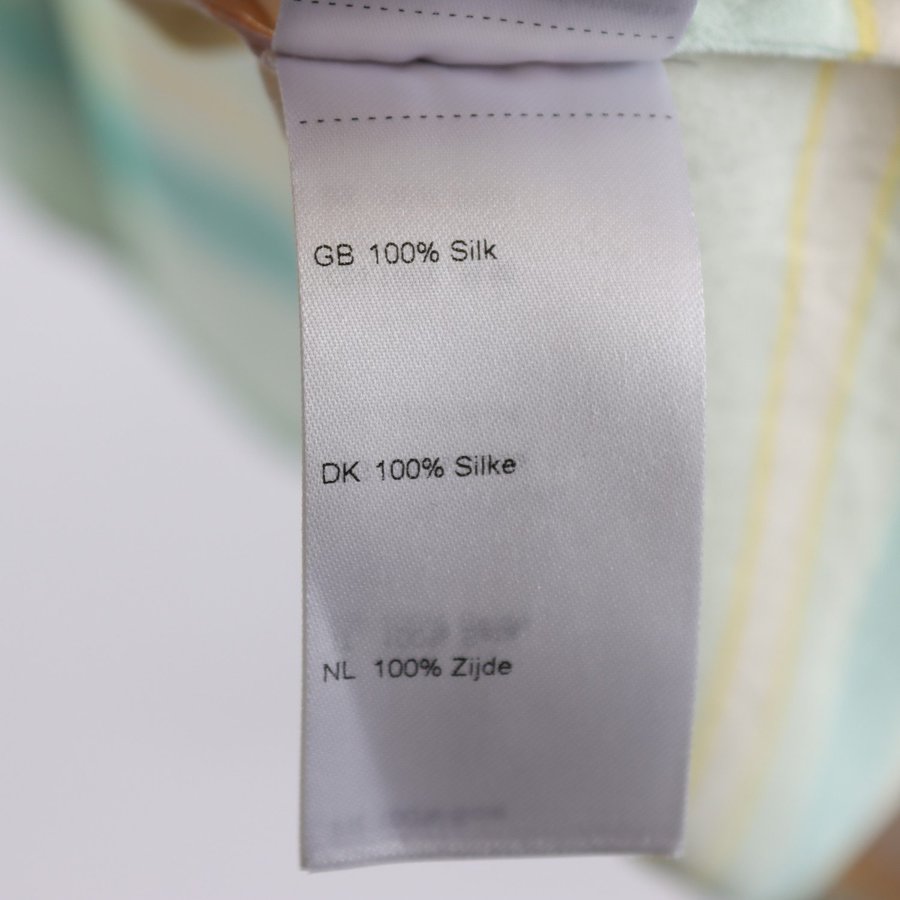 GB 100% Silk
DK 100% Silke
NL 100% Zijde